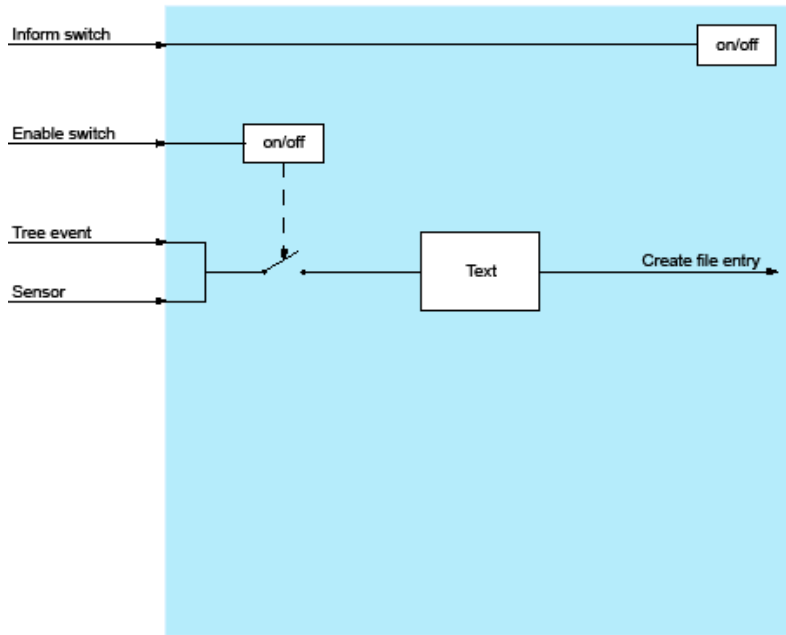 Inform switch
on/off
Enable switch
on/off
Tree event
Text
Create file entry
Sensor